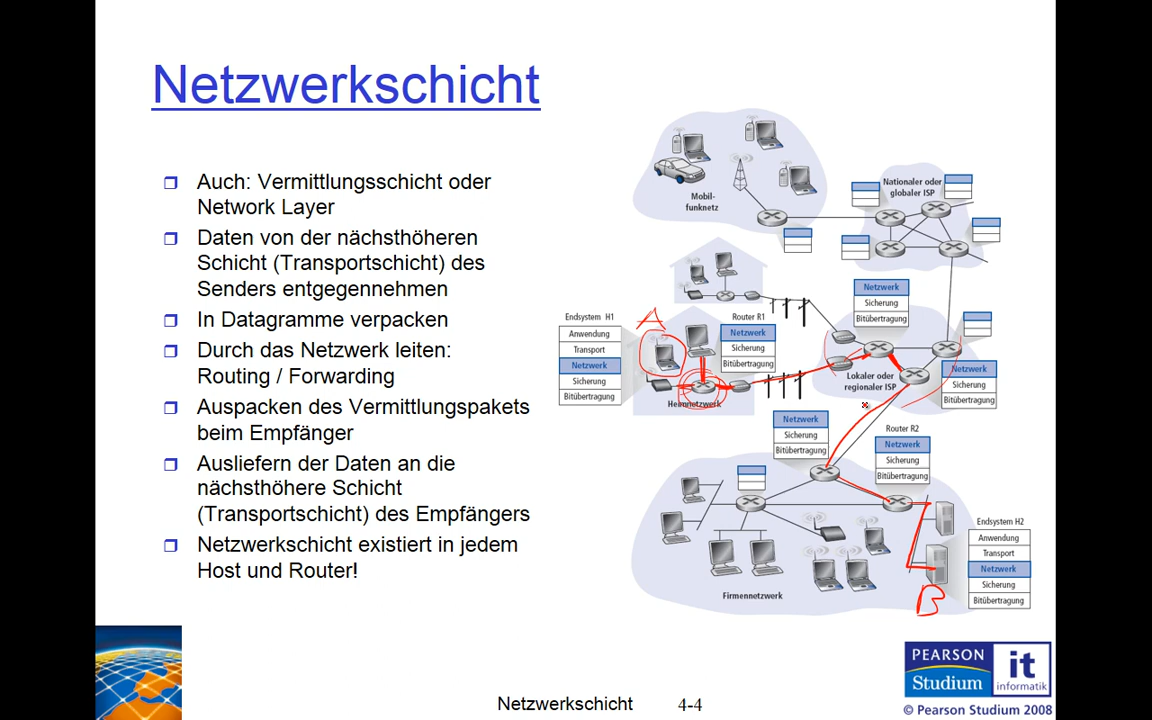 Netzwerkschicht
Auch: Vermittlungsschicht oder
Network Layer
Daten von der nächsthöheren
Schicht (Transportschicht) des
Senders entgegennehmen
In Datagramme verpacken
Durch das Netzwerk leiten:
Routing / Forwarding
Auspacken des Vermittlungspakets
beim Empfänger
Ausliefern der Daten an die
nächsthöhere Schicht
(Transportschicht) des Empfängers
Netzwerkschicht existiert in jedem
Host und Router!
Mobil-
funknetz
Nationaler oder
globaler ISP
Netzwerk
Sicherung
Bitübertragung
Endsystem H1
Anwendung
Transport
Netzwerk
Sicherung
Bitübertragung
A
Router R1
Netzwerk
Sicherung
Bitübertragung
Heimnetzwerk
Lokaler oder
regionaler ISP
Netzwerk
Sicherung
Bitübertragung
Netzwerk
Sicherung
Bitübertragung
Router R2
Netzwerk
Sicherung
Bitübertragung
Endsystem H2
Anwendung
Transport
Netzwerk
Sicherung
Bitübertragung
B
Firmennetzwerk
PEARSON
Studium
it
informatik
© Pearson Studium 2008
Netzwerkschicht 4-4